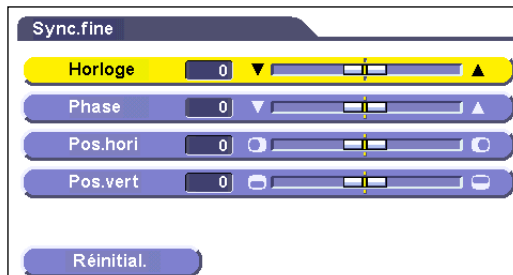 Sync.fine
Horloge 0
Phase 0
Pos.hori 0
Pos.vert 0
Réinitial.